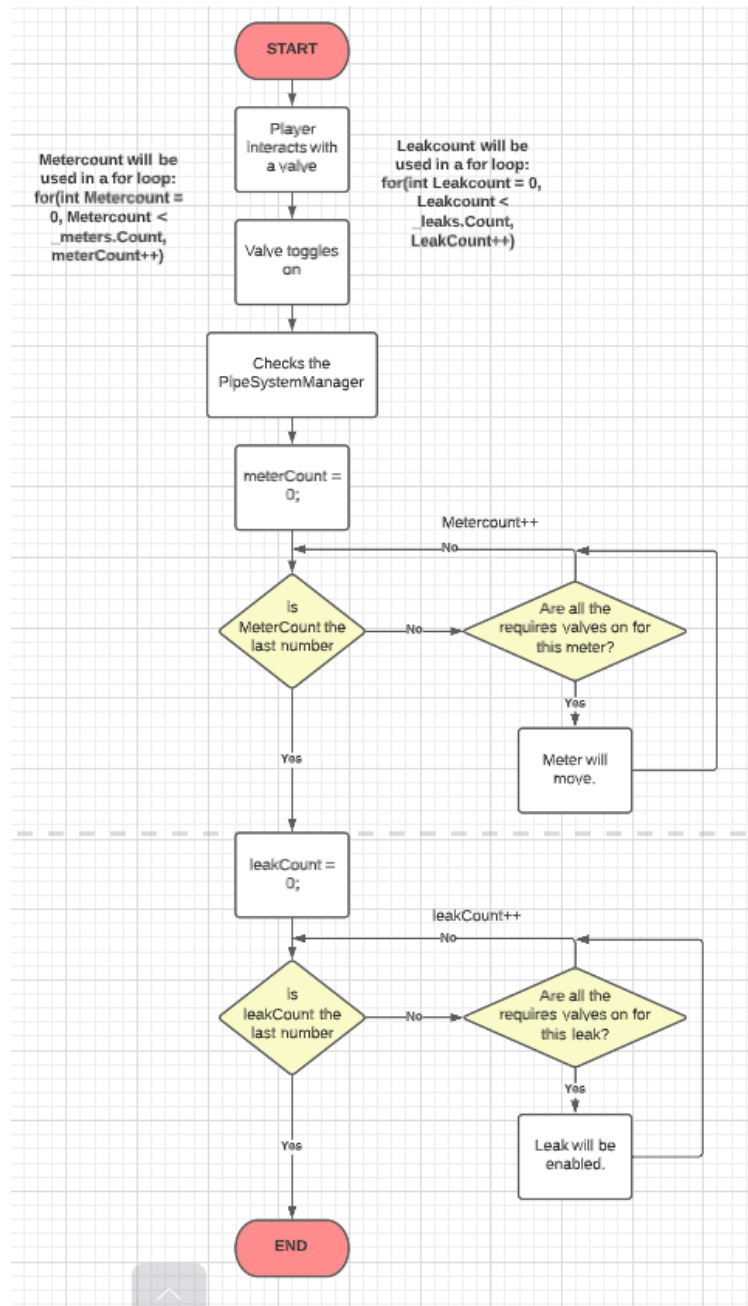 START
Player
interacts with
a valve
Metercount will be
used in a for loop:
for(int Metercount =
0, Metercount <
_meters.Count,
meterCount++)
Leakcount will be
used in a for loop:
for(int Leakcount = 0,
Leakcount <
_leaks.Count,
LeakCount++)
Valve toggles
on
Checks the
PipeSystemManager
meterCount =
0;
Metercount++
No
is
MeterCount the
last number
No
Are all the
requires valves on for
this meter?
Yes
Meter will
move.
Yes
leakCount =
0;
leakCount++
No
is
leakCount the
last number
No
Are all the
requires valves on for
this leak?
Yes
Leak will be
enabled.
Yes
END